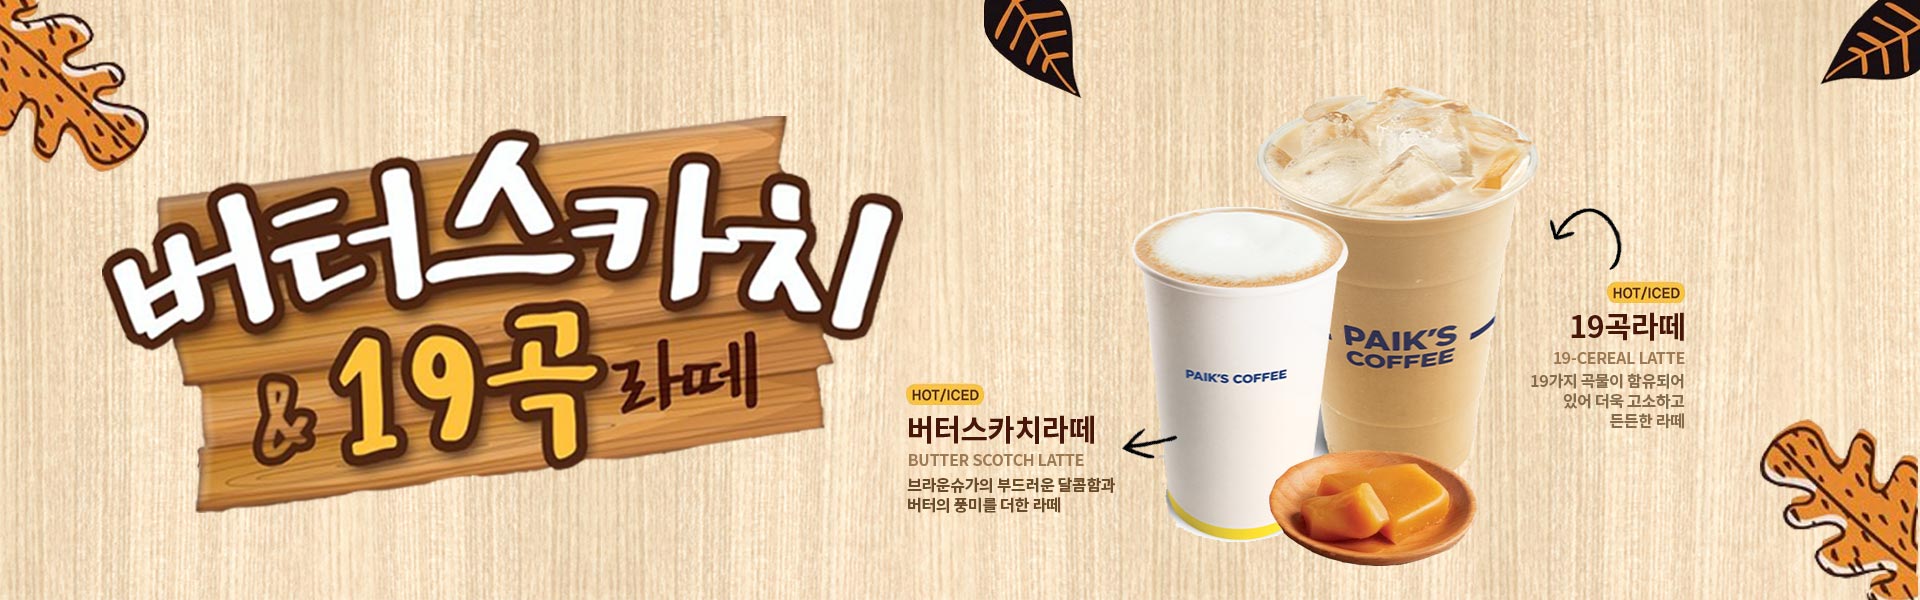 버터스카치
& 19곡 라떼
HOT/ICED
버터스카치라떼
BUTTER SCOTCH LATTE
브라운슈가의 부드러운 달콤함과
버터의 풍미를 더한 라떼
PAIK'S COFFEE
PAIK'S
COFFEE
HOT/ICED
19곡라떼
19-CEREAL LATTE
19가지 곡물이 함유되어
있어 더욱 고소하고
든든한 라떼